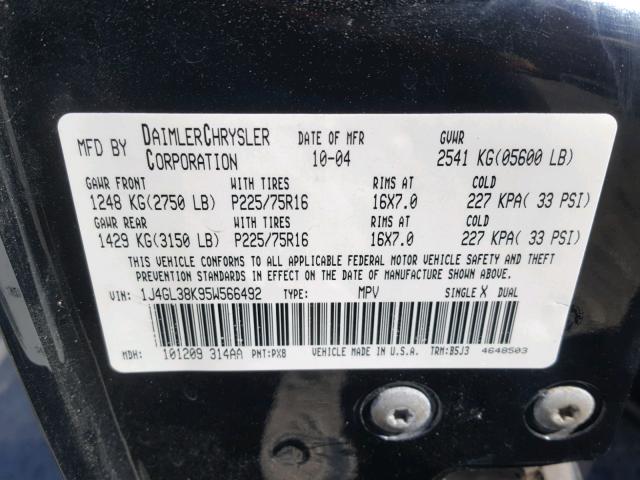 MFD BY DAIMLERCHRYSLER CORPORATION DATE OF MFR 10-04 GVWR 2541 KG(05600 LB)
GAWR FRONT WITH TIRES RIMS AT COLD
1248 KG(2750 LB) P225/75R16 16X7.0 227 KPA( 33 PSI)
GAWR REAR WITH TIRES RIMS AT COLD
1429 KG(3150 LB) P225/75R16 16X7.0 227 KPA( 33 PSI)
THIS VEHICLE CONFORMS TO ALL APPLICABLE FEDERAL MOTOR VEHICLE SAFETY AND THEFT
PREVENTION STANDARDS IN EFFECT ON THE DATE OF MANUFACTURE SHOWN ABOVE.
VIN: 1J4GL38K95W566492 TYPE: MPV SINGLE X DUAL
MDH: 101209 314AA PNT:PX8 VEHICLE MADE IN U.S.A. TRM:B5J3 4648503